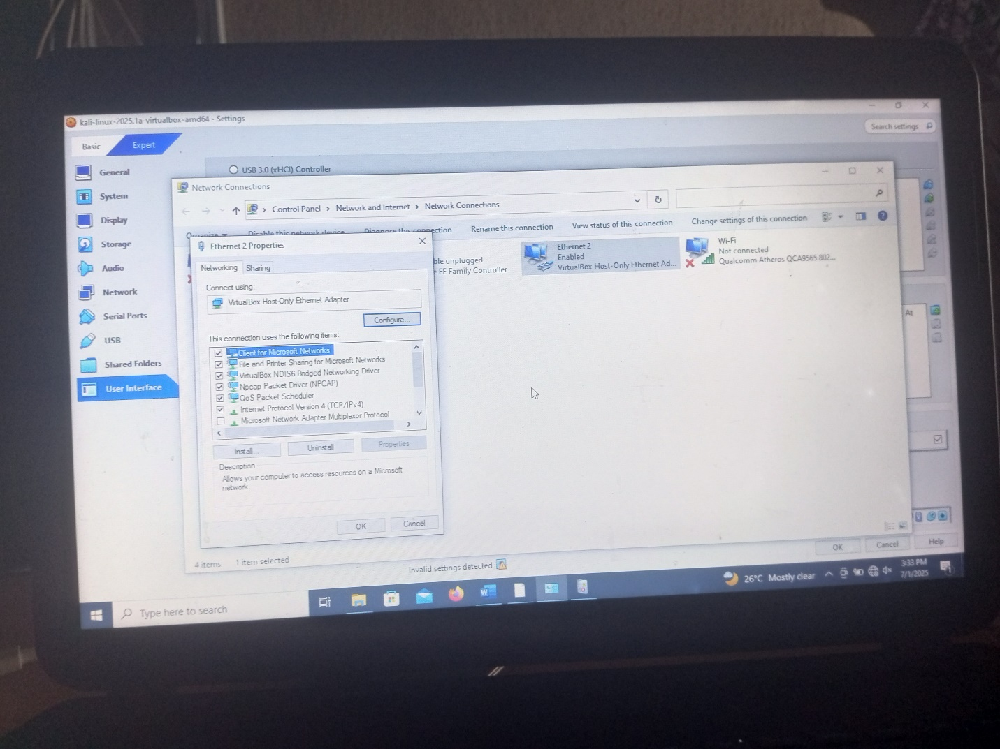 kali-linux-2025.1a-virtualbox-amd64 - Settings
Basic
Expert
Search settings
General
System
Display
Storage
Audio
Network
Serial Ports
USB
Shared Folders
User Interface
USB 3.0 (xHCI) Controller
Network Connections
Control Panel > Network and Internet > Network Connections
Organize
Disable this network device
Diagnose this connection
Rename this connection
View status of this connection
Change settings of this connection
ble unplugged
FE Family Controller
Ethernet 2
Enabled
VirtualBox Host-Only Ethernet Ad...
Wi-Fi
Not connected
Qualcomm Atheros QCA9565 802...
Ethernet 2 Properties
Networking
Sharing
Connect using:
VirtualBox Host-Only Ethernet Adapter
Configure...
This connection uses the following items:
Client for Microsoft Networks
File and Printer Sharing for Microsoft Networks
VirtualBox NDIS6 Bridged Networking Driver
Npcap Packet Driver (NPCAP)
QoS Packet Scheduler
Internet Protocol Version 4 (TCP/IPv4)
Microsoft Network Adapter Multiplexor Protocol
Install...
Uninstall
Properties
Description
Allows your computer to access resources on a Microsoft
network.
OK
Cancel
At
4 items
1 item selected
Invalid settings detected
OK
Cancel
Help
Type here to search
26°C Mostly clear
3:33 PM
7/1/2025